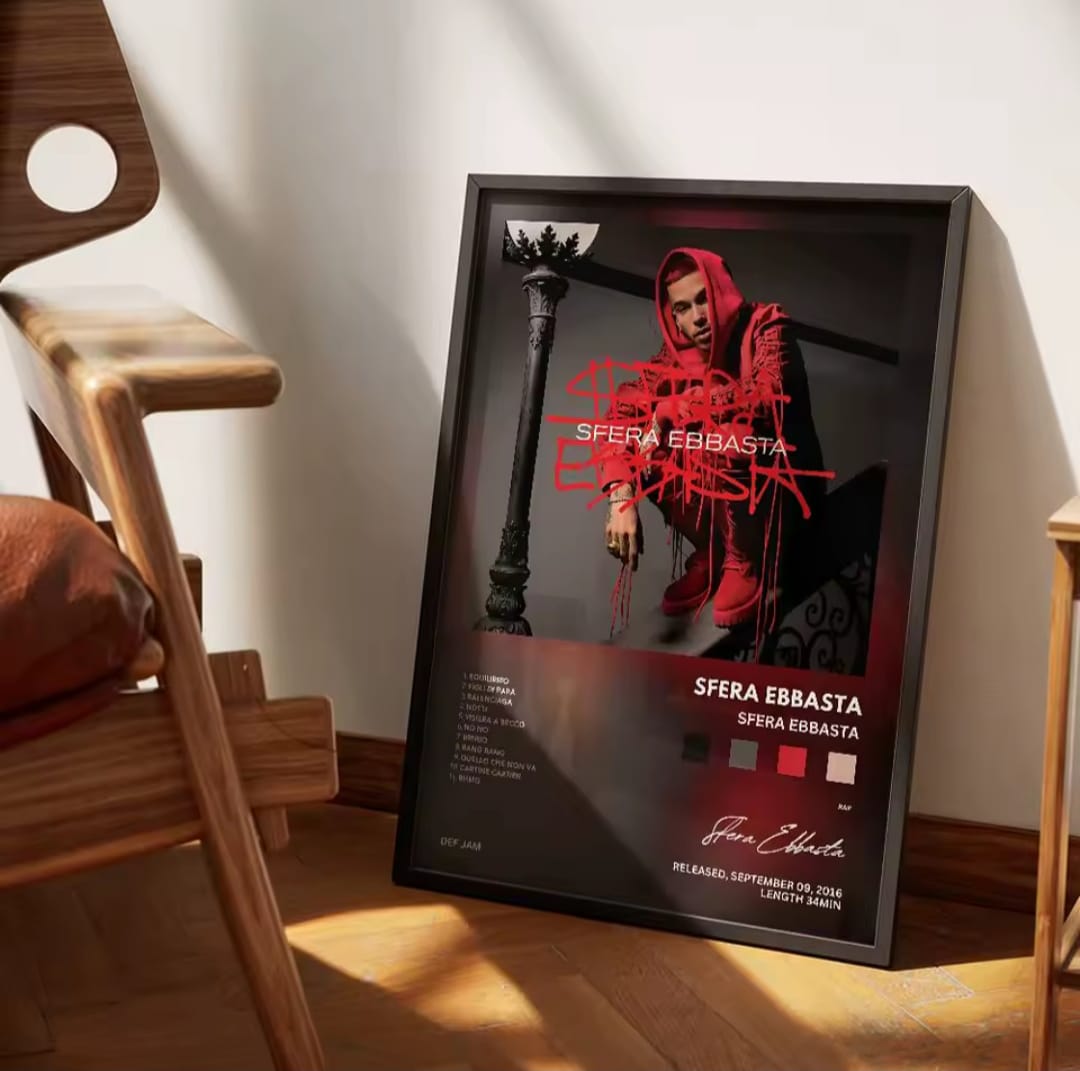 SFERA
EBBASTA
SFERA EBBASTA
1. EQUILIBRIO
2. FIGLI DI PAPÀ
3. BALENCIAGA
4. NOTTI
5. VISIERA A BECCO
6. NO NO
7. BRNBQ
8. BANG BANG
9. QUELLO CHE NON VA
10. CARTINE CARTIER
11. BHMG
SFERA EBBASTA
SFERA EBBASTA
RAP
Sfera Ebbasta
DEF JAM
RELEASED, SEPTEMBER 09, 2016
LENGTH 34MIN